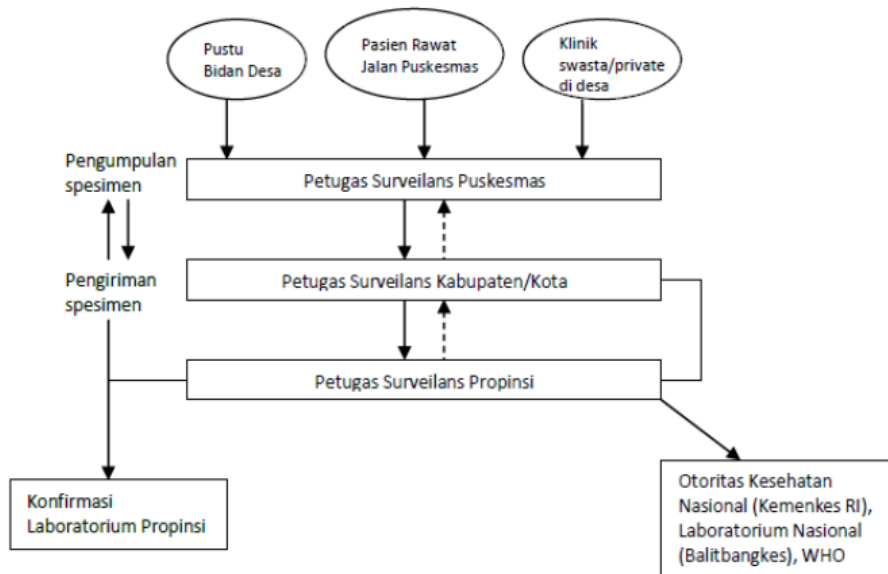 Pustu
Bidan Desa
Pasien Rawat
Jalan Puskesmas
Klinik
swasta/private
di desa
Pengumpulan
spesimen
Petugas Surveilans Puskesmas
Pengiriman
spesimen
Petugas Surveilans Kabupaten/Kota
Petugas Surveilans Propinsi
Konfirmasi
Laboratorium Propinsi
Otoritas Kesehatan
Nasional (Kemenkes RI),
Laboratorium Nasional
(Balitbangkes), WHO